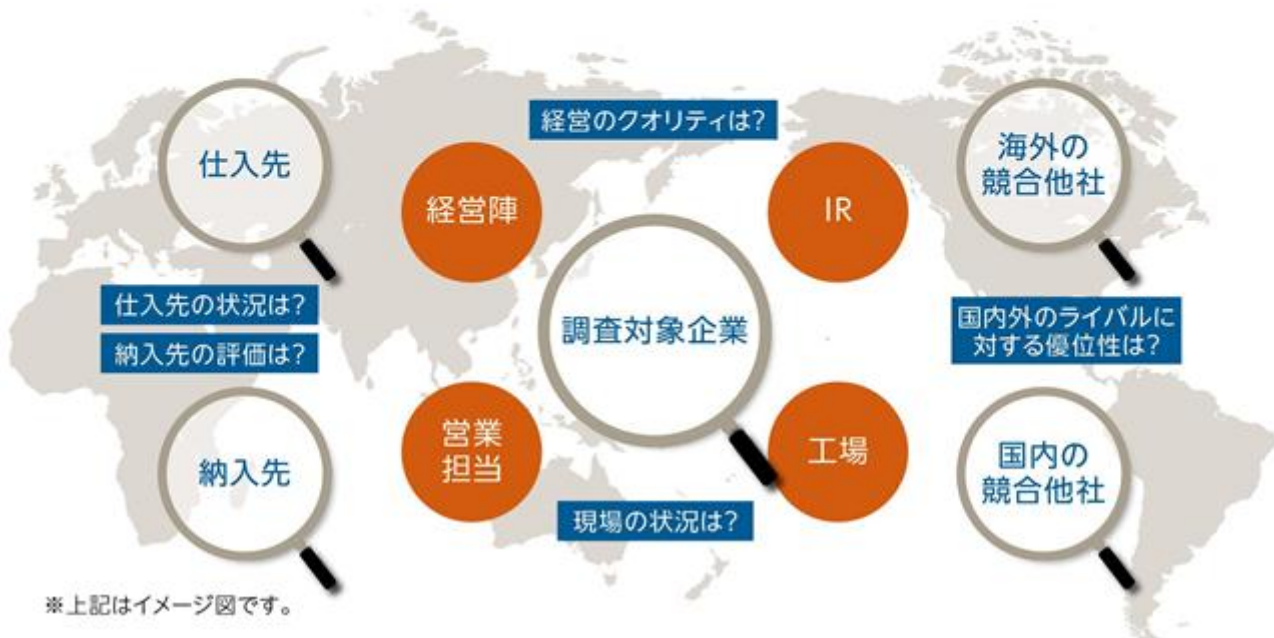 経営のクオリティは?
仕入先
経営陣
IR
海外の
競合他社
仕入先の状況は?
納入先の評価は?
調査対象企業
国内外のライバルに
対する優位性は?
納入先
営業
担当
工場
国内の
競合他社
現場の状況は?
※上記はイメージ図です。